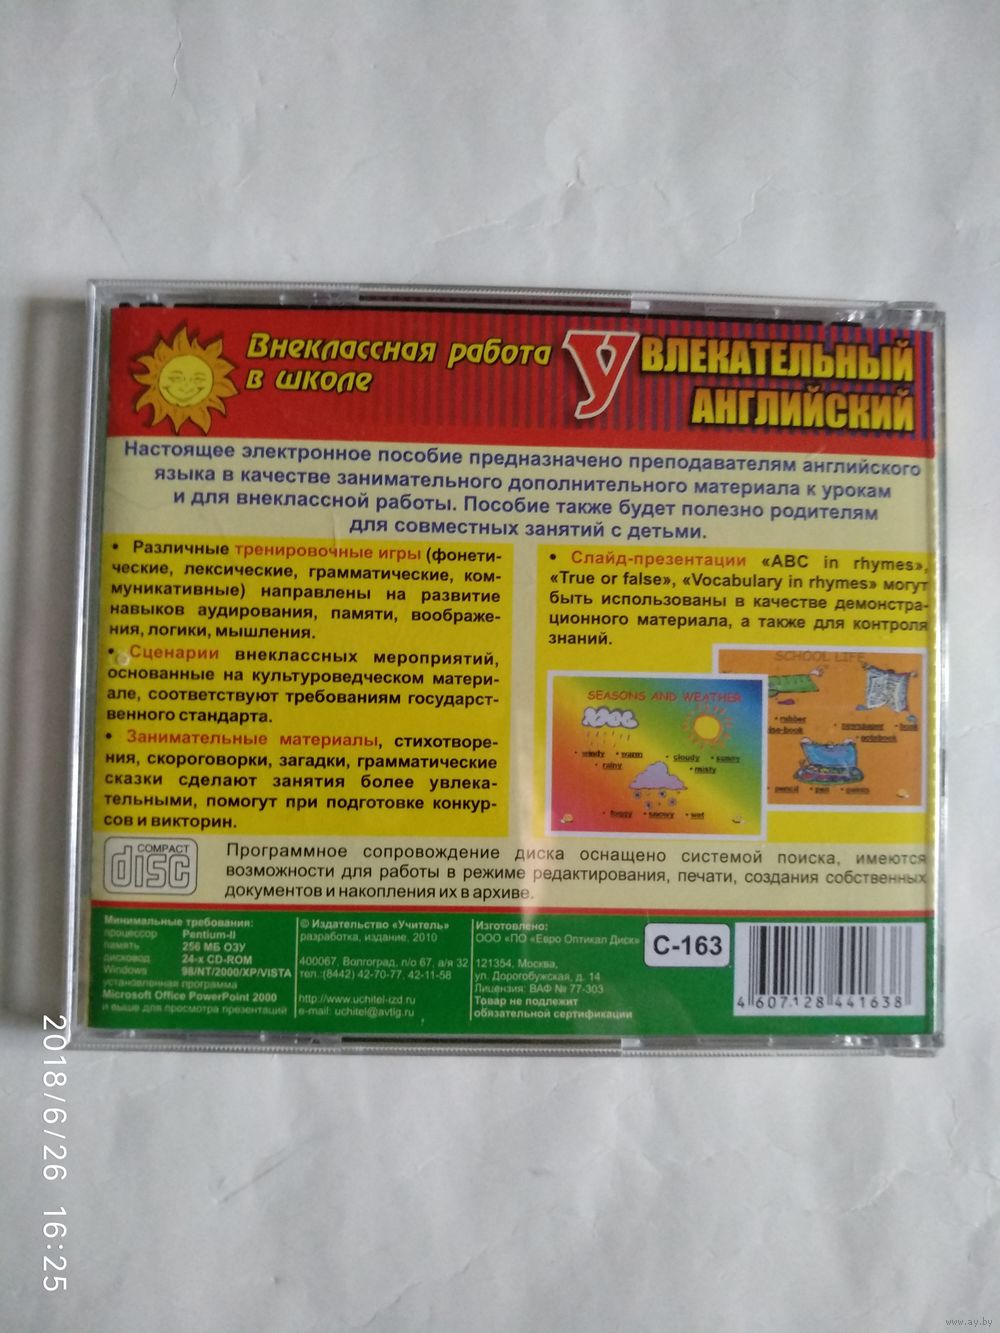 Внеклассная работа
в школе
УВЛЕКАТЕЛЬНЫЙ
АНГЛИЙСКИЙ
Настоящее электронное пособие предназначено преподавателям английского
языка в качестве занимательного дополнительного материала к урокам
и для внеклассной работы. Пособие также будет полезно родителям
для совместных занятий с детьми.
• Различные тренировочные игры (фонети-
ческие, лексические, грамматические, ком-
муникативные) направлены на развитие
навыков аудирования, памяти, воображе-
ния, логики, мышления.
• Сценарии внеклассных мероприятий,
основанные на культуроведческом матери-
але, соответствуют требованиям государст-
венного стандарта.
• Занимательные материалы, стихотворе-
ния, скороговорки, загадки, грамматические
сказки сделают занятия более увлека-
тельными, помогут при подготовке конкур-
сов и викторин.
• Слайд-презентации «ABC in rhymes»,
«True or false», «Vocabulary in rhymes» могут
быть использованы в качестве демонстра-
ционного материала, а также для контроля
знаний.
SCHOOL LIFE
• rubber
newspaper • book
ise-book
• notebook
pencil • pen • paints
SEASONS AND WEATHER
• windy • warm • cloudy • sunny
• rainy • misty
• foggy • snowy • wet
COMPACT
disc
Программное сопровождение диска оснащено системой поиска, имеются
возможности для работы в режиме редактирования, печати, создания собственных
документов и накопления их в архиве.
Минимальные требования:
процессор Pentium-II
память 256 МБ ОЗУ
дисковод 24-х CD-ROM
Windows 98/NT/2000/XP/VISTA
установленная программа
Microsoft Office PowerPoint 2000
и выше для просмотра презентаций
© Издательство «Учитель»
разработка, издание, 2010
400067, Волгоград, п/о 67, а/я 32
тел.:(8442) 42-70-77, 42-11-58
http://www.uchitel-izd.ru
e-mail: uchitel@avtlg.ru
Изготовлено:
ООО «ПО «Евро Оптикал Диск»
121354, Москва,
ул. Дорогобужская, д. 14
Лицензия: ВАФ № 77-303
Товар не подлежит
обязательной сертификации
С-163
4 607128 441638
2018/6/26 16:25
www.ay.by